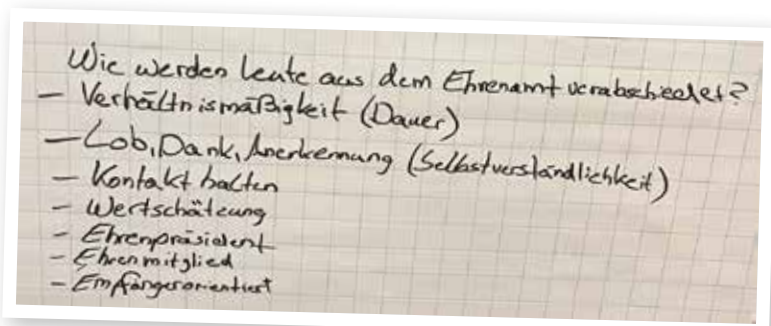 Wie werden Leute aus dem Ehrenamt verabschiedet?
- Verhältnismäßigkeit (Dauer)
- Lob, Dank, Anerkennung (Selbstverständlichkeit)
- Kontakt halten
- Wertschätzung
- Ehrenpräsident
- Ehrenmitglied
- Empfängerorientiert